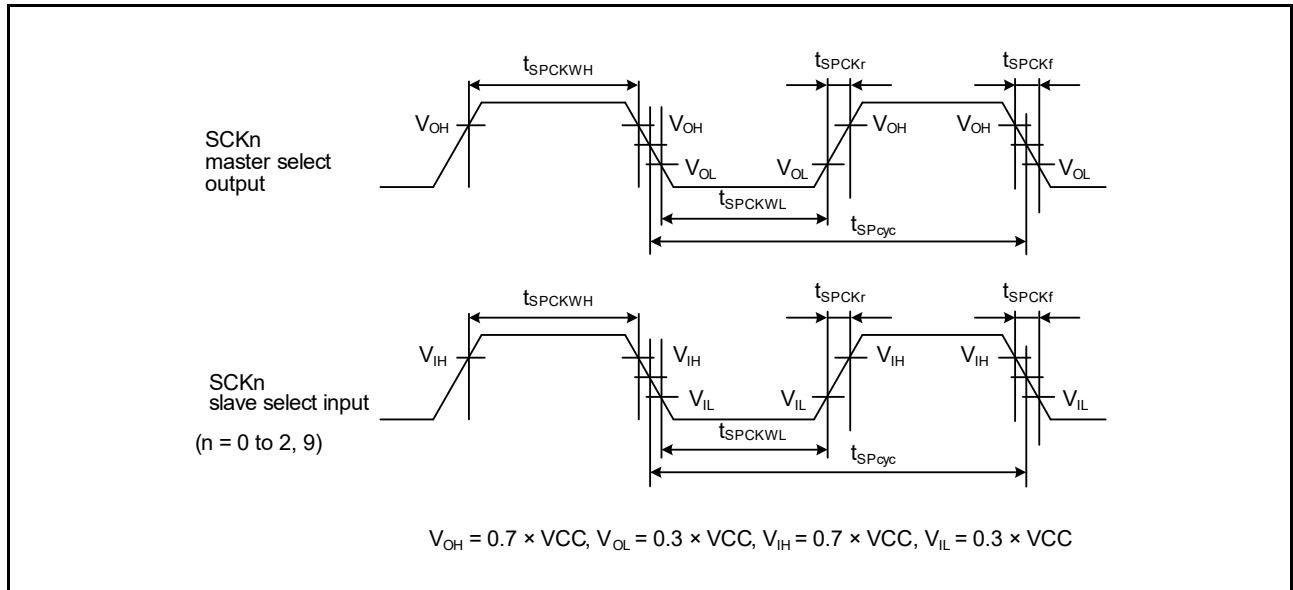 tSPCKWH
tSPCKr
tSPCKf
SCKn
master select
output
VOH
VOH
VOL
VOL
VOH
VOH
VOL
tSPCKWL
tSPcyc
tSPCKWH
tSPCKr
tSPCKf
SCKn
slave select input
(n = 0 to 2, 9)
VIH
VIH
VIL
VIL
VIH
VIH
VIL
tSPCKWL
tSPcyc
VOH = 0.7 × VCC, VOL = 0.3 × VCC, VIH = 0.7 × VCC, VIL = 0.3 × VCC